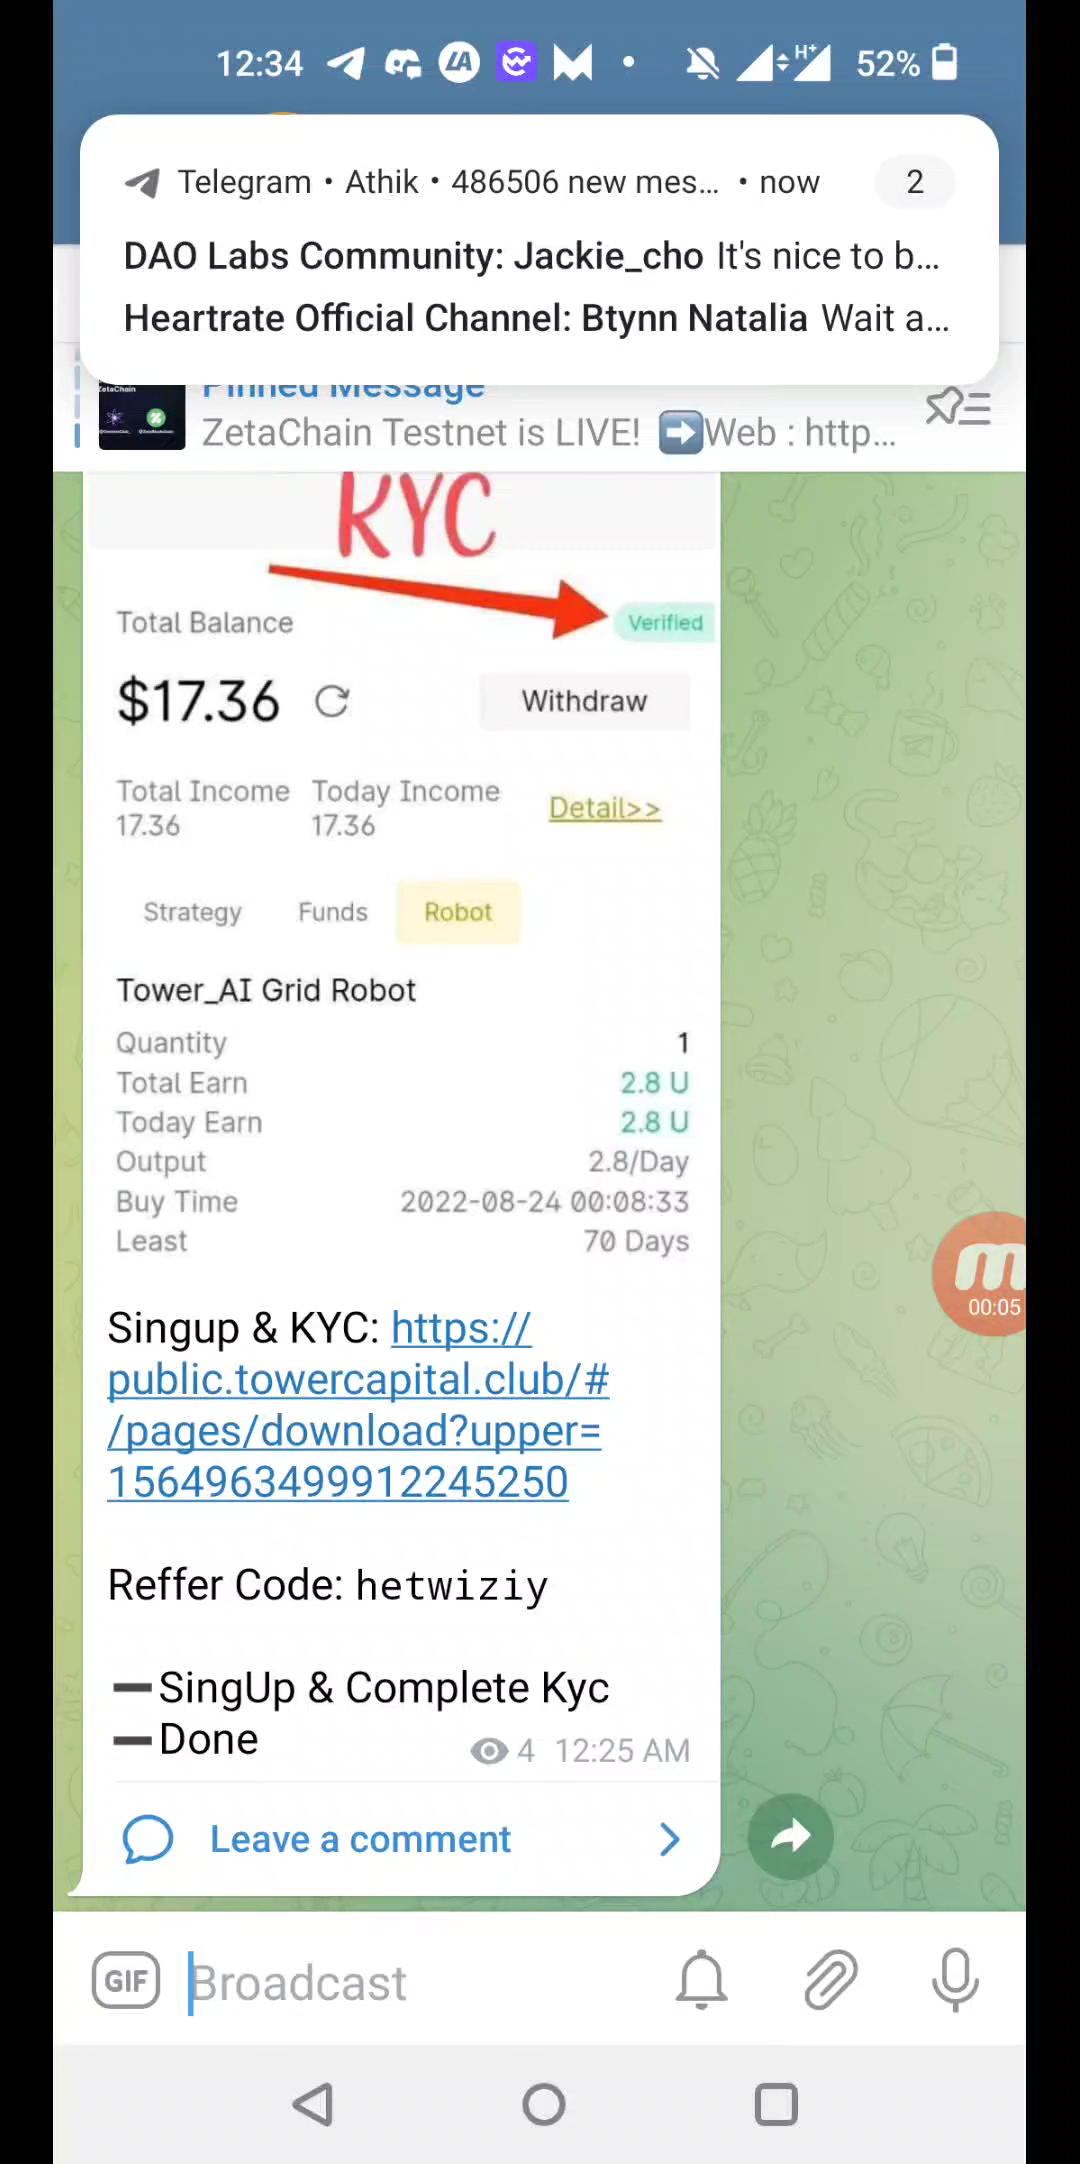 12:34
H+
52%
Telegram • Athik • 486506 new mes... • now
2
DAO Labs Community: Jackie_cho It's nice to b...
Heartrate Official Channel: Btynn Natalia Wait a...
ZetaChain
Pinned Message
ZetaChain Testnet is LIVE! ➡️Web : http...
KYC
Total Balance
Verified
$17.36
Withdraw
Total Income
Today Income
Detail>>
17.36
17.36
Strategy
Funds
Robot
Tower_AI Grid Robot
Quantity
1
Total Earn
2.8 U
Today Earn
2.8 U
Output
2.8/Day
Buy Time
2022-08-24 00:08:33
Least
70 Days
Singup & KYC: https://
public.towercapital.club/#
/pages/download?upper=
1564963499912245250
Reffer Code: hetwiziy
➖SingUp & Complete Kyc
➖Done
4 12:25 AM
Leave a comment
00:05
GIF
Broadcast